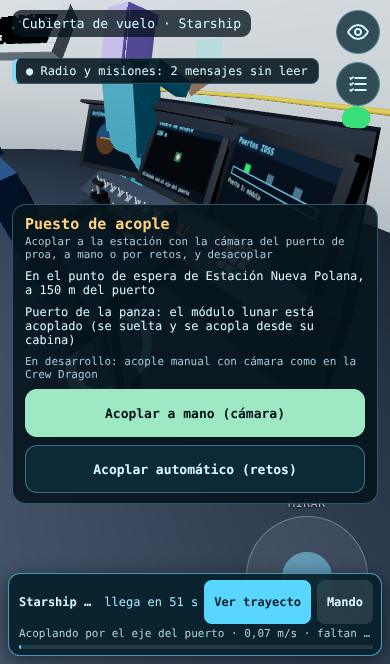 Cubierta de vuelo · Starship
● Radio y misiones: 2 mensajes sin leer
Puertos IDSS
Puesto de acople
Acoplar a la estación con la cámara del puerto de
proa, a mano o por retos, y desacoplar
En el punto de espera de Estación Nueva Polana,
a 150 m del puerto
Puerto de la panza: el módulo lunar está
acoplado (se suelta y se acopla desde su
cabina)
En desarrollo: acople manual con cámara como en la
Crew Dragon
Acoplar a mano (cámara)
Acoplar automático (retos)
MIRAR
Starship … llega en 51 s
Ver trayecto
Mando
Acoplando por el eje del puerto · 0,07 m/s · faltan …